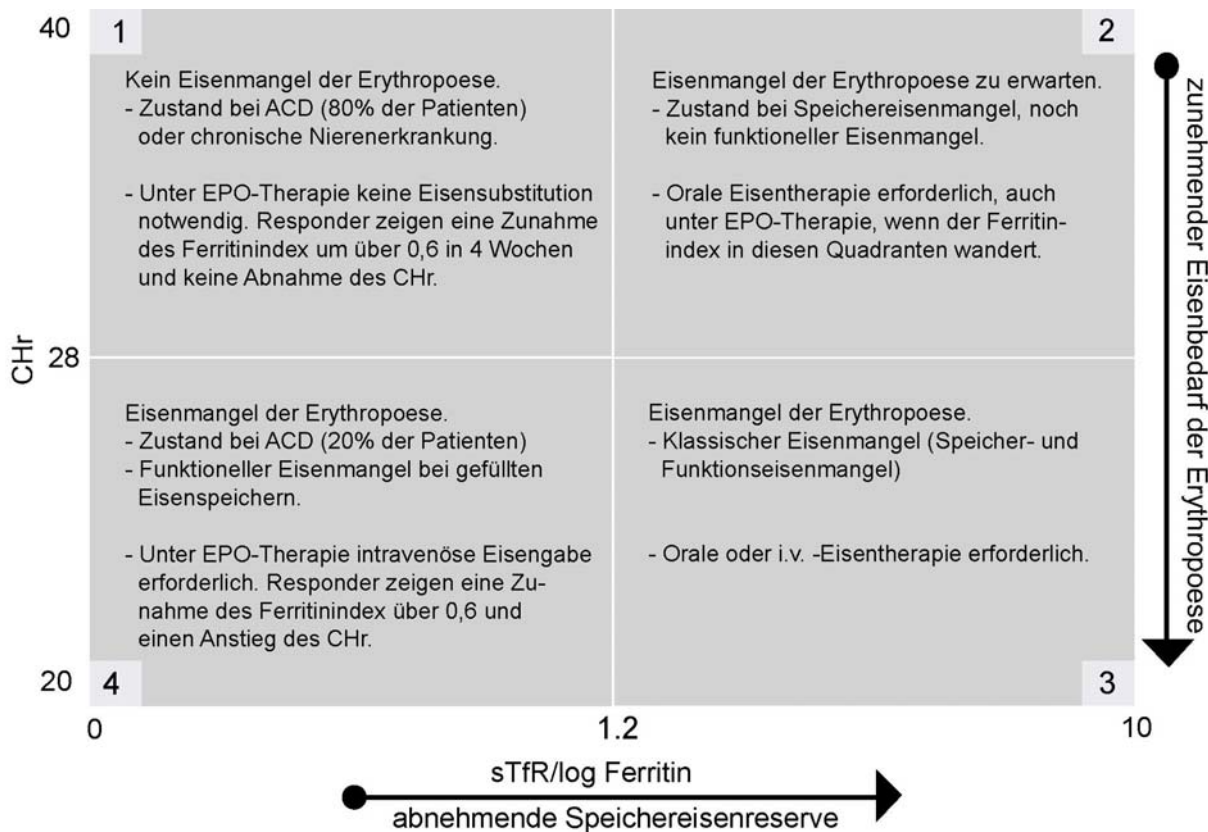 40
1
Kein Eisenmangel der Erythropoese.
- Zustand bei ACD (80% der Patienten)
oder chronische Nierenerkrankung.
- Unter EPO-Therapie keine Eisensubstitution
notwendig. Responder zeigen eine Zunahme
des Ferritinindex um über 0,6 in 4 Wochen
und keine Abnahme des CHr.
2
Eisenmangel der Erythropoese zu erwarten.
- Zustand bei Speichereisenmangel, noch
kein funktioneller Eisenmangel.
- Orale Eisentherapie erforderlich, auch
unter EPO-Therapie, wenn der Ferritin-
index in diesen Quadranten wandert.
CHr
28
Eisenmangel der Erythropoese.
- Zustand bei ACD (20% der Patienten)
- Funktioneller Eisenmangel bei gefüllten
Eisenspeichern.
- Unter EPO-Therapie intravenöse Eisengabe
erforderlich. Responder zeigen eine Zu-
nahme des Ferritinindex über 0,6 und
einen Anstieg des CHr.
4
Eisenmangel der Erythropoese.
- Klassischer Eisenmangel (Speicher- und
Funktionseisenmangel)
- Orale oder i.v. -Eisentherapie erforderlich.
3
zunehmender Eisenbedarf der Erythropoese
20
0
1.2
10
sTfR/log Ferritin
abnehmende Speichereisenreserve